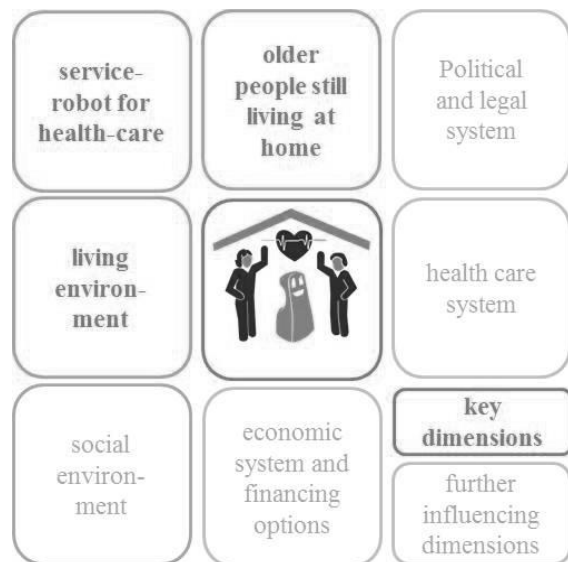 service-
robot for
health-care
older
people still
living at
home
Political
and legal
system
living
environ-
ment
health care
system
social
environ-
ment
economic
system and
financing
options
key
dimensions
further
influencing
dimensions